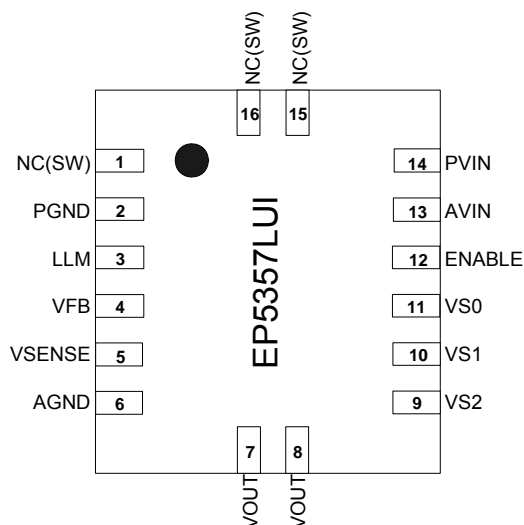 NC(SW)
NC(SW)
16
15
NC(SW) 1
14 PVIN
PGND 2
13 AVIN
LLM 3
12 ENABLE
VFB 4
11 VS0
VSENSE 5
10 VS1
AGND 6
9 VS2
EP5357LUI
7
8
VOUT
VOUT